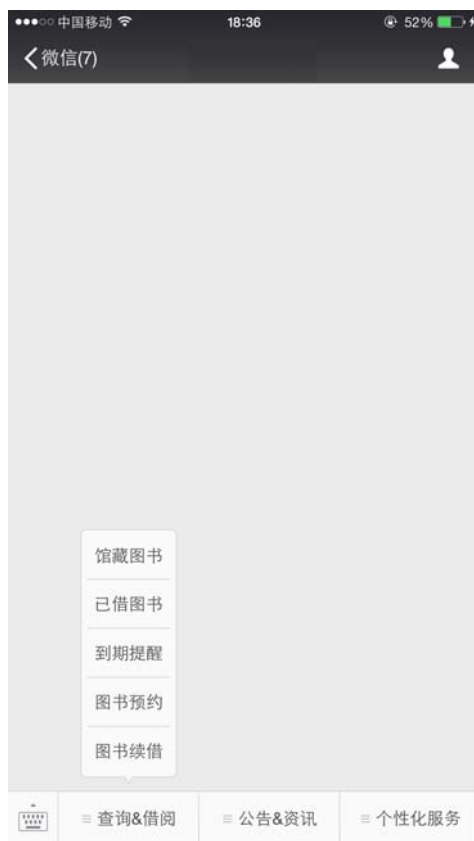 中国移动 18:36 52%
微信(7)
馆藏图书
已借图书
到期提醒
图书预约
图书续借
查询&借阅 公告&资讯 个性化服务